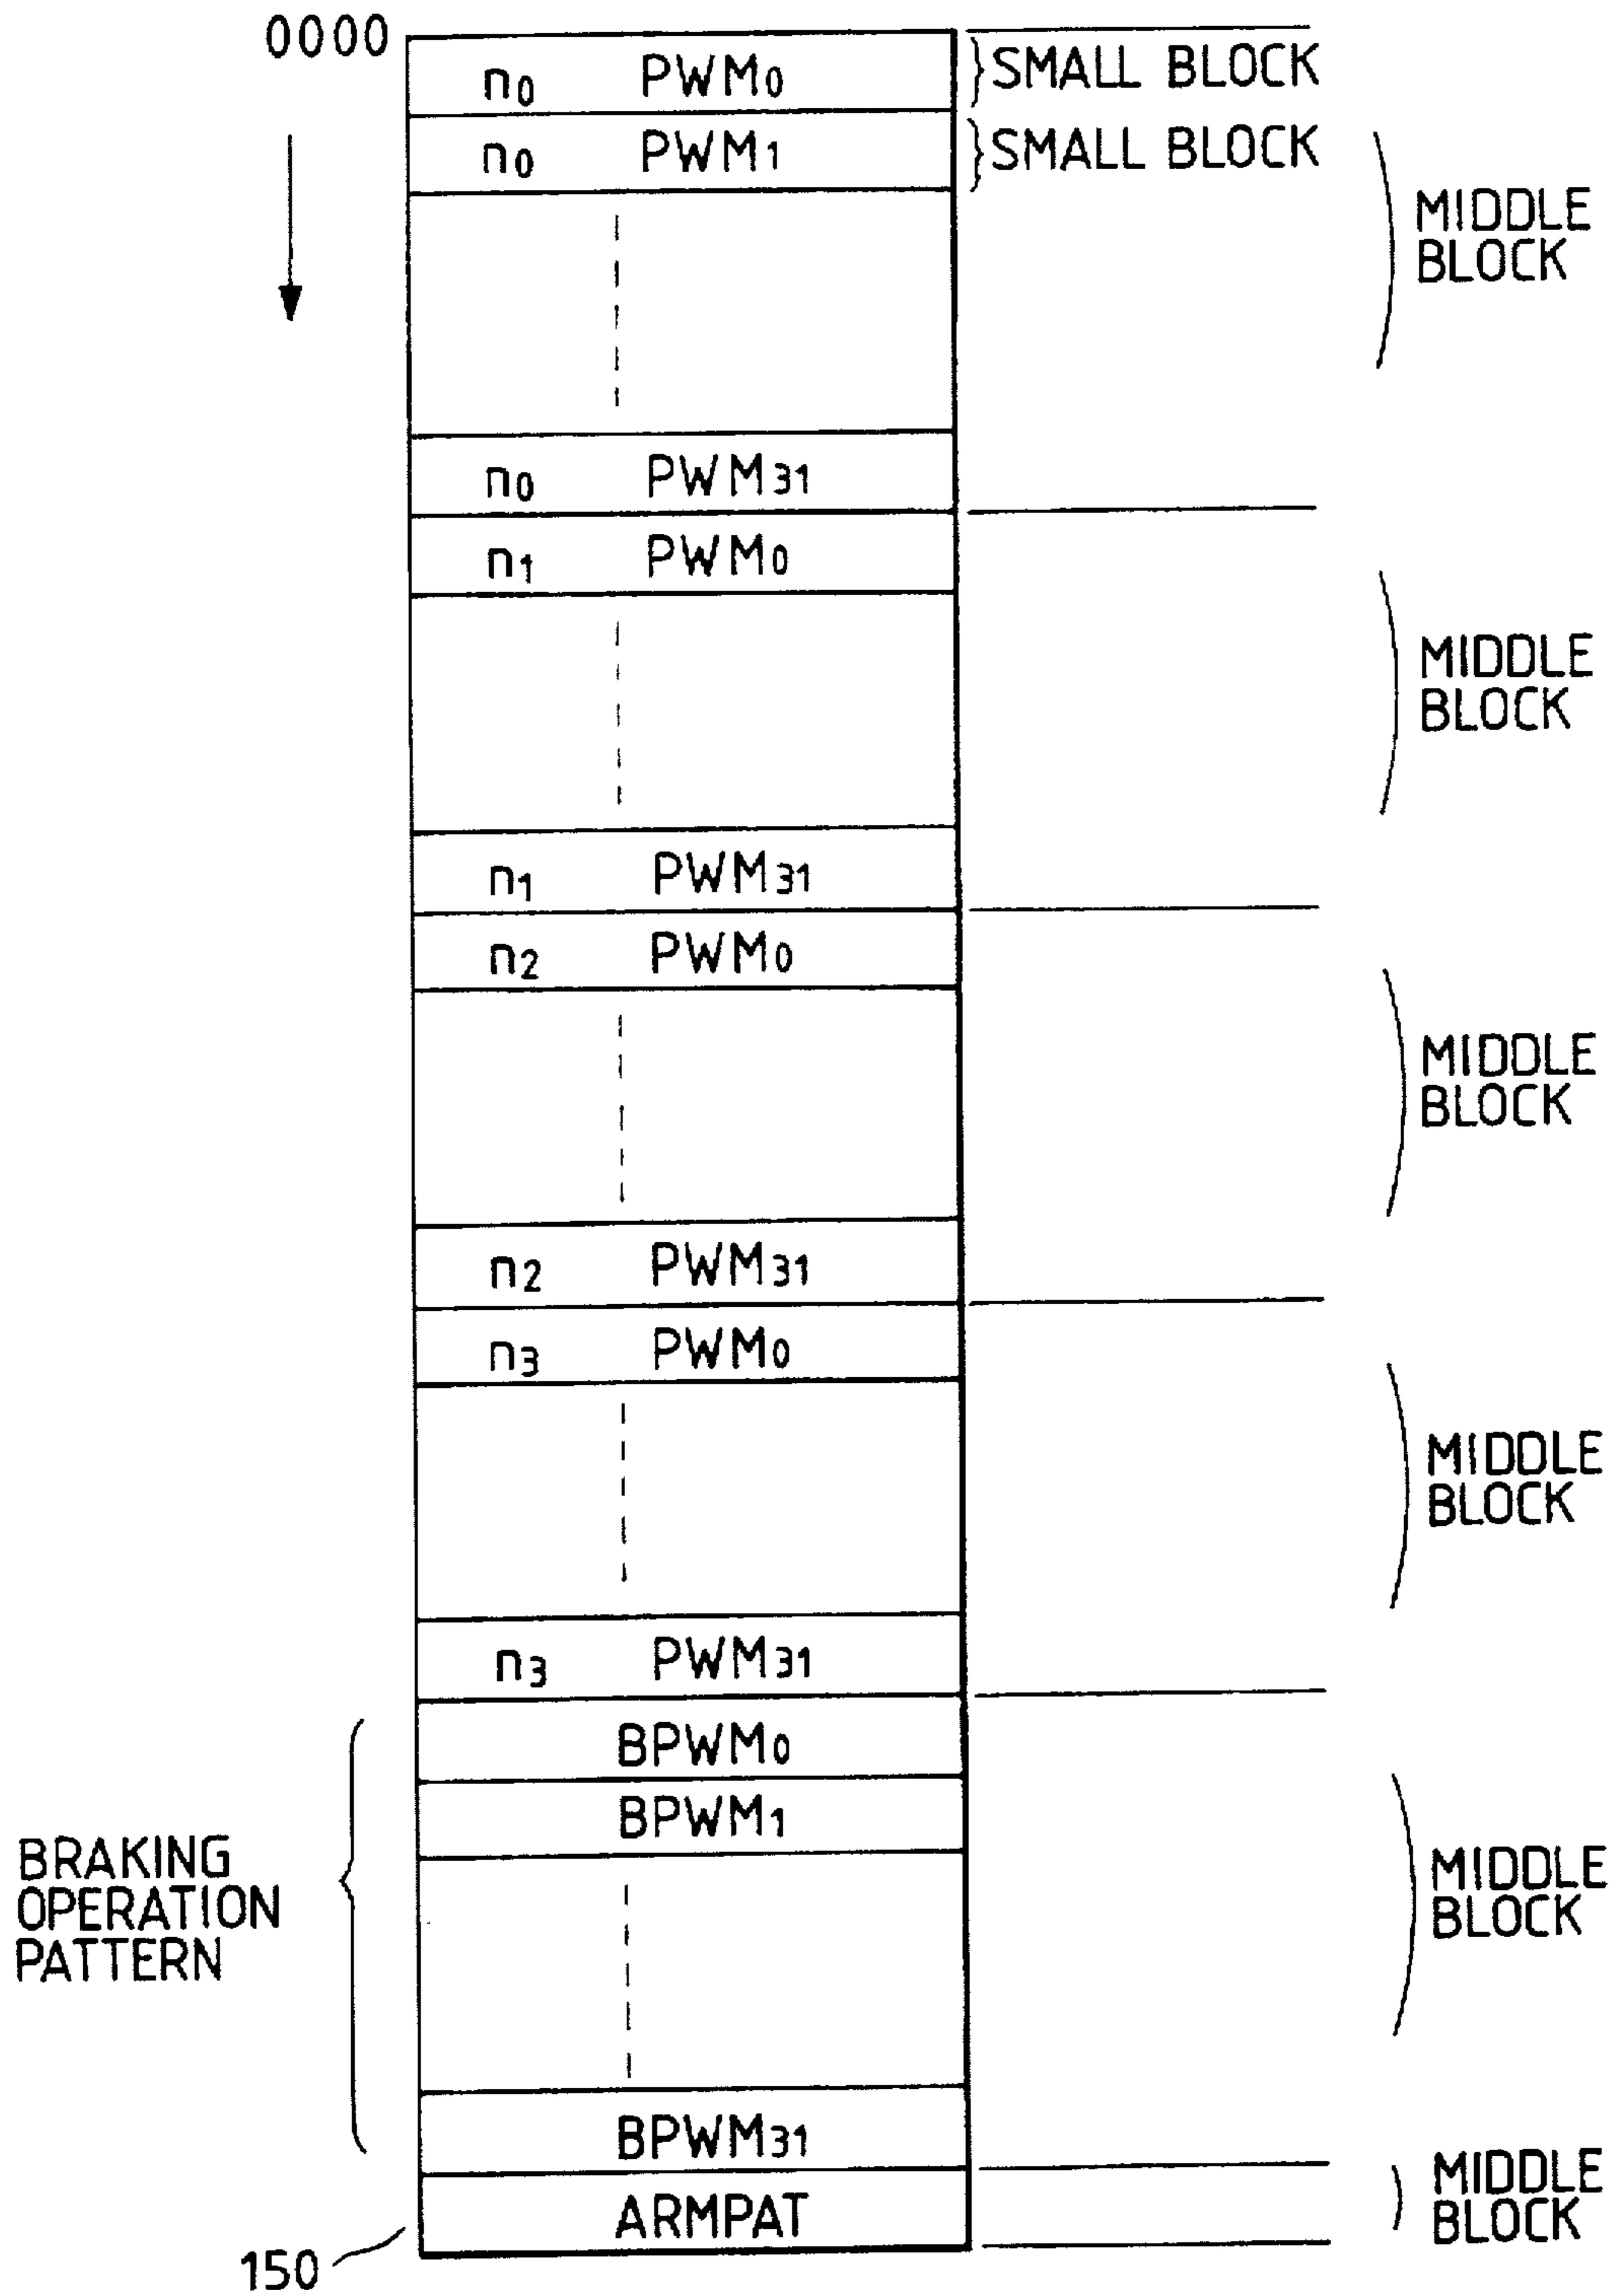 0000
n0 PWM0 SMALL BLOCK
n0 PWM1 SMALL BLOCK
MIDDLE
BLOCK
n0 PWM31
n1 PWM0
MIDDLE
BLOCK
n1 PWM31
n2 PWM0
MIDDLE
BLOCK
n2 PWM31
n3 PWM0
MIDDLE
BLOCK
n3 PWM31
BPWM0
BPWM1
BRAKING
OPERATION
PATTERN
MIDDLE
BLOCK
BPWM31
ARMPAT
MIDDLE
BLOCK
150